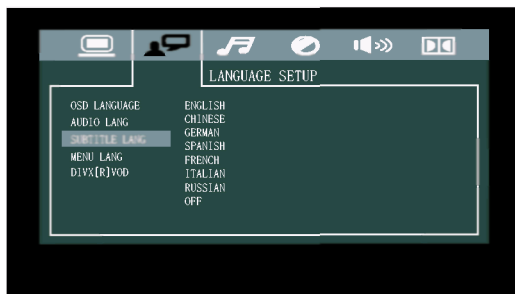 LANGUAGE SETUP
OSD LANGUAGE
AUDIO LANG
SUBTITLE LANG
MENU LANG
DIVX[R]VOD
ENGLISH
CHINESE
GERMAN
SPANISH
FRENCH
ITALIAN
RUSSIAN
OFF